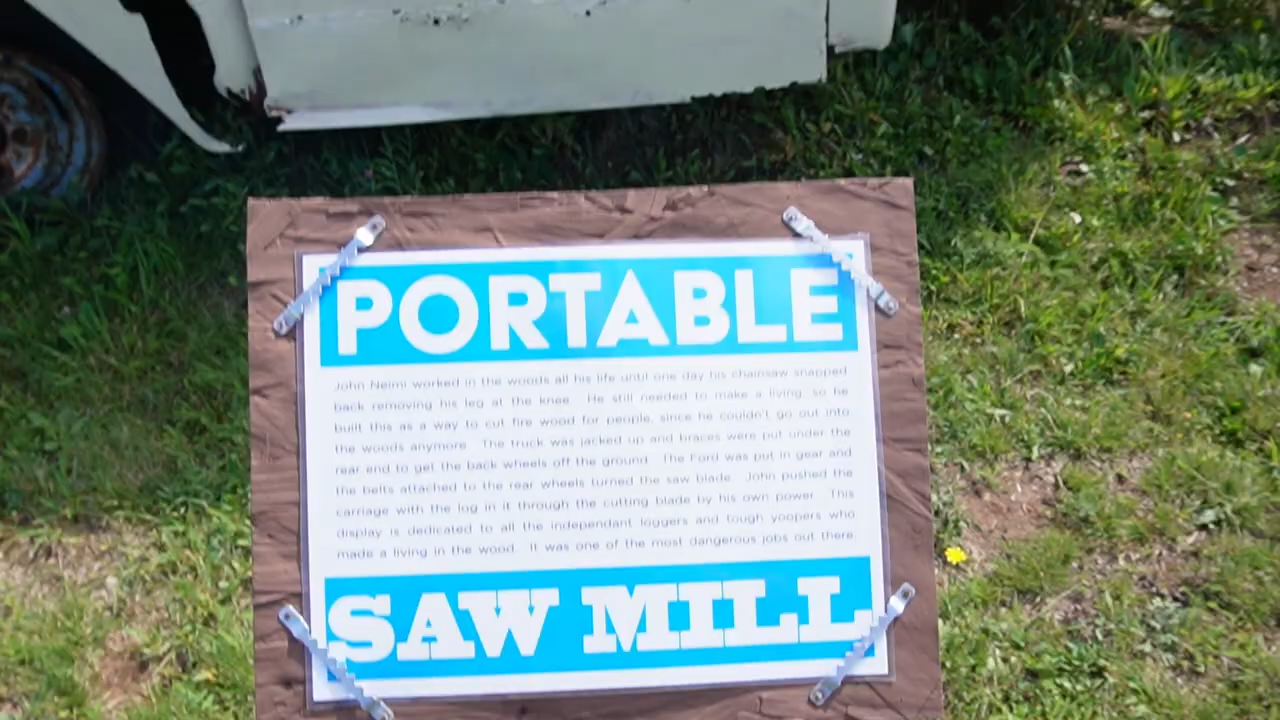 PORTABLE
John Neimi worked in the woods all his life until one day his chainsaw snapped
back removing his leg at the knee. He still needed to make a living, so he
built this as a way to cut fire wood for people, since he couldn't go out into
the woods anymore. The truck was jacked up and braces were put under the
rear end to get the back wheels off the ground. The Ford was put in gear and
the belts attached to the rear wheels turned the saw blade. John pushed the
carriage with the log in it through the cutting blade by his own power. This
display is dedicated to all the independant loggers and tough yoopers who
made a living in the wood. It was one of the most dangerous jobs out there.
SAW MILL